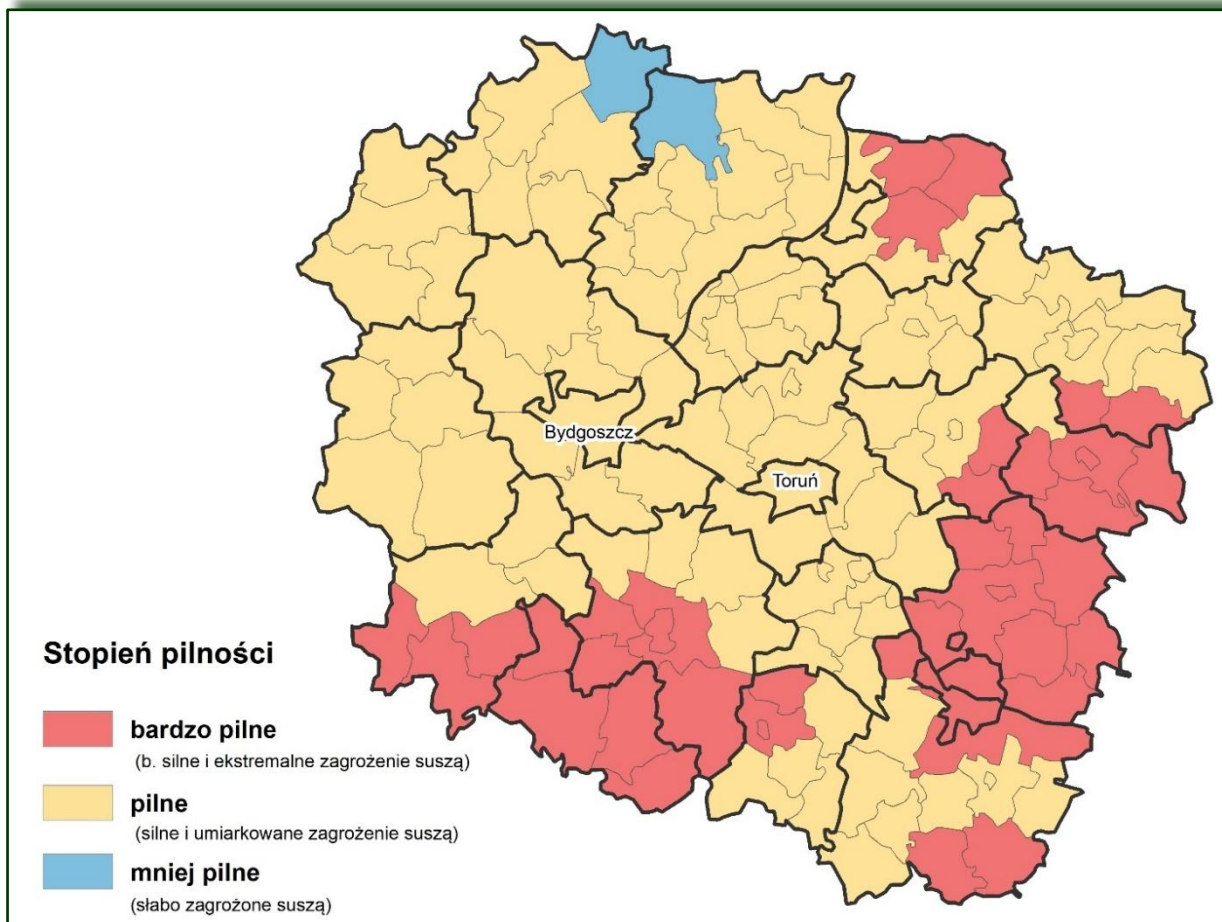 Bydgoszcz
Toruń
Stopień pilności
bardzo pilne
(b. silne i ekstremalne zagrożenie suszą)
pilne
(silne i umiarkowane zagrożenie suszą)
mniej pilne
(słabo zagrożone suszą)